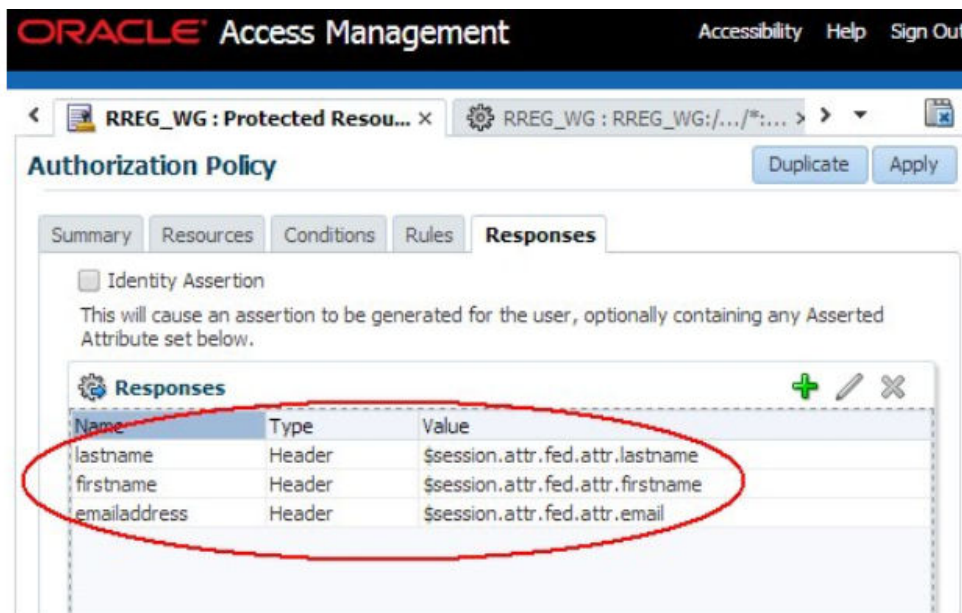 ORACLE Access Management Accessibility Help Sign Out
RREG_WG : Protected Resou... × RREG_WG : RREG_WG:/.../*:...
Authorization Policy Duplicate Apply
Summary Resources Conditions Rules Responses
Identity Assertion
This will cause an assertion to be generated for the user, optionally containing any Asserted
Attribute set below.
Responses
Name Type Value
lastname Header $session.attr.fed.attr.lastname
firstname Header $session.attr.fed.attr.firstname
emailaddress Header $session.attr.fed.attr.email